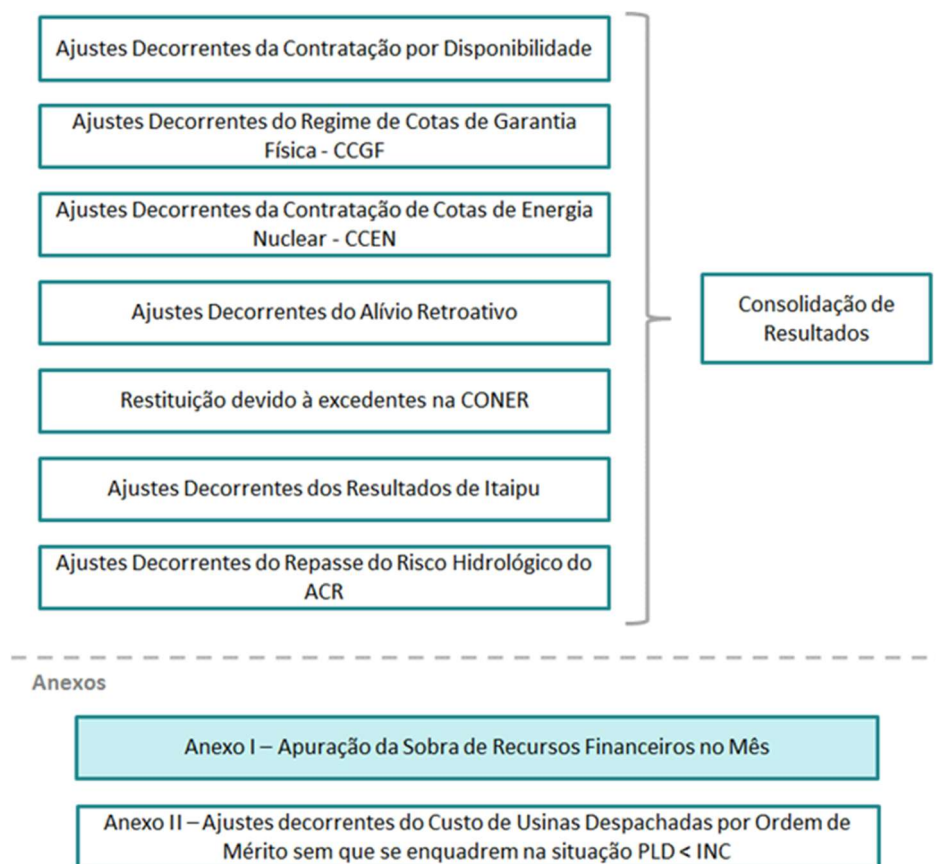 Ajustes Decorrentes da Contratação por Disponibilidade
Ajustes Decorrentes do Regime de Cotas de Garantia
Física - CCGF
Ajustes Decorrentes da Contratação de Cotas de Energia
Nuclear - CCEN
Ajustes Decorrentes do Alívio Retroativo
Restituição devido à excedentes na CONER
Ajustes Decorrentes dos Resultados de Itaipu
Ajustes Decorrentes do Repasse do Risco Hidrológico do
ACR
Consolidação de
Resultados
Anexos
Anexo I – Apuração da Sobra de Recursos Financeiros no Mês
Anexo II – Ajustes decorrentes do Custo de Usinas Despachadas por Ordem de
Mérito sem que se enquadrem na situação PLD < INC